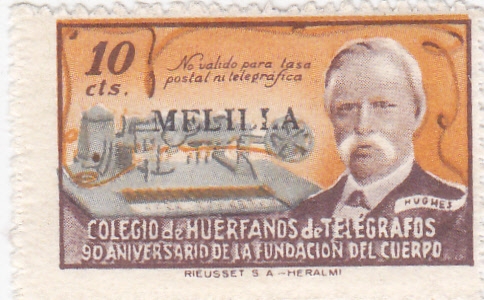 10
cts.
No valido para tasa
postal ni telegráfica
MELILLA
HUGHES
COLEGIO de HUERFANOS de TELEGRAFOS
90 ANIVERSARIO DE LA FUNDACION DEL CUERPO
RIEUSSET S A-HERALMI